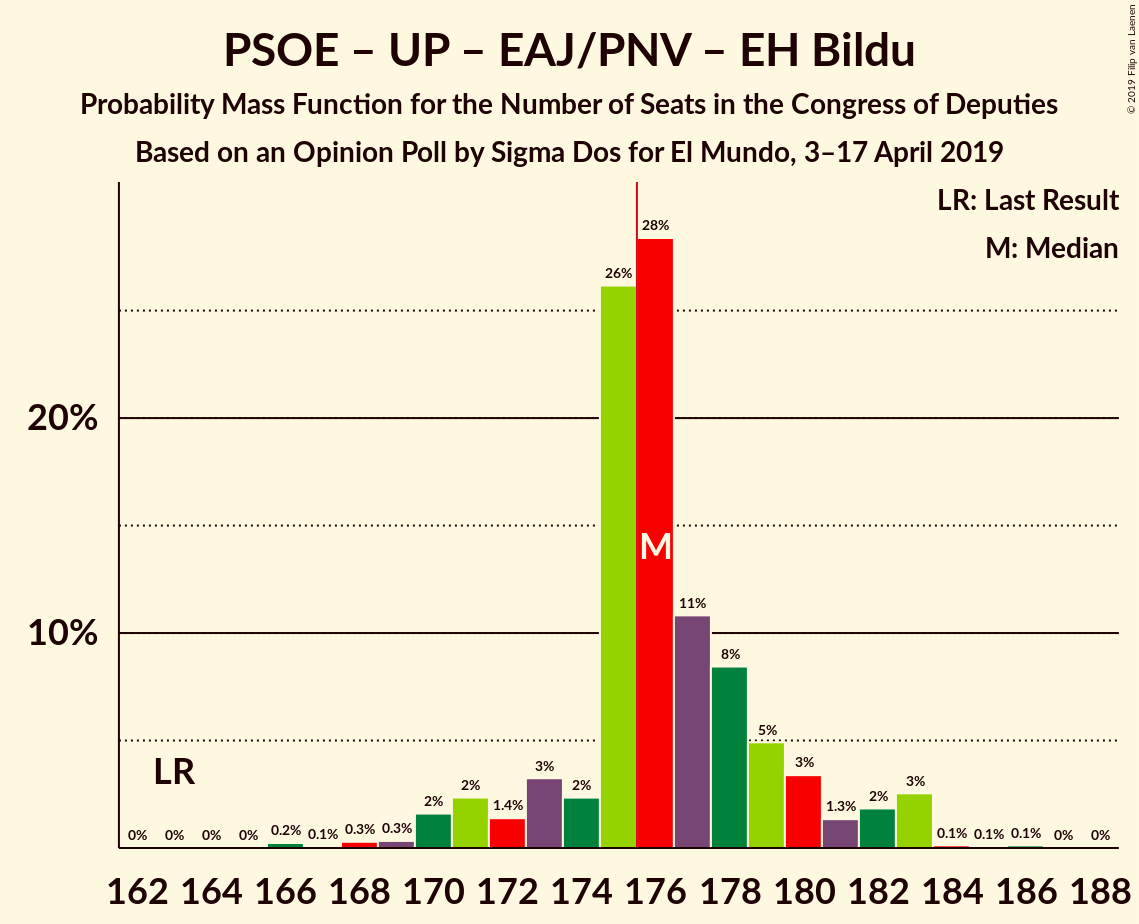 PSOE – UP – EAJ/PNV – EH Bildu
Probability Mass Function for the Number of Seats in the Congress of Deputies
Based on an Opinion Poll by Sigma Dos for El Mundo, 3–17 April 2019
© 2019 Filip van Laenen
LR: Last Result
M: Median
28%
26%
20%
M
11%
10%
8%
5%
LR
3%
3%
3%
2%
2%
2%
2%
1.4%
1.3%
0% 0% 0% 0% 0.2% 0.1% 0.3% 0.3% 0.1% 0.1% 0.1% 0% 0%
162 164 166 168 170 172 174 176 178 180 182 184 186 188